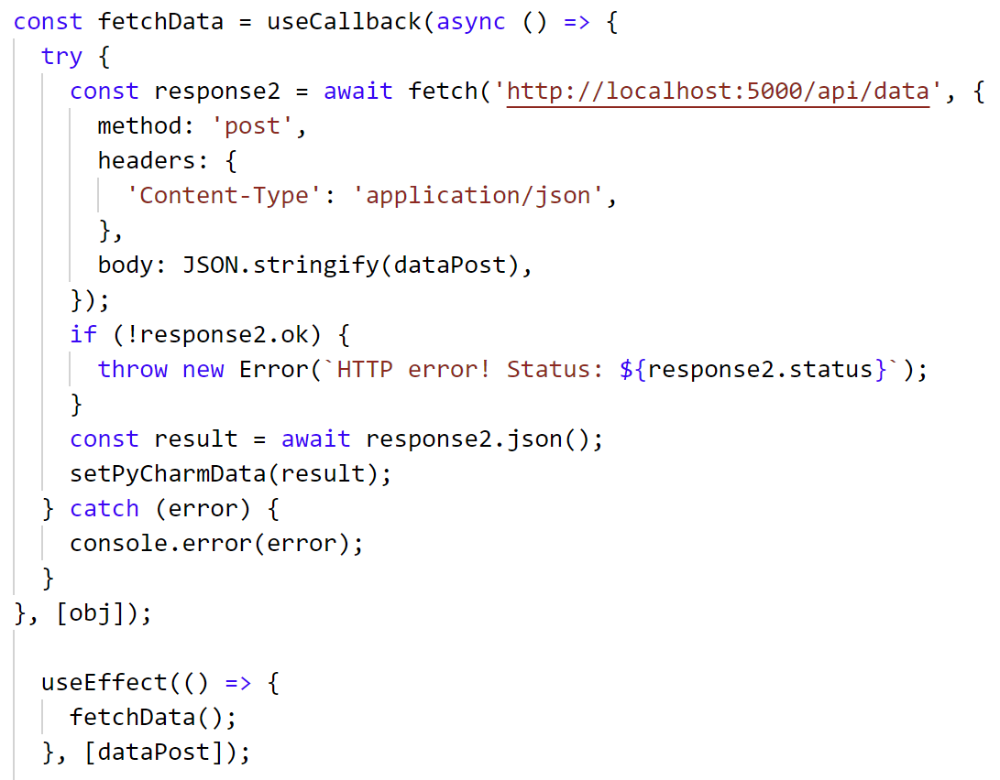 const fetchData = useCallback(async () => {
  try {
    const response2 = await fetch('http://localhost:5000/api/data', {
      method: 'post',
      headers: {
        'Content-Type': 'application/json',
      },
      body: JSON.stringify(dataPost),
    });
    if (!response2.ok) {
      throw new Error(`HTTP error! Status: ${response2.status}`);
    }
    const result = await response2.json();
    setPyCharmData(result);
  } catch (error) {
    console.error(error);
  }
}, [obj]);

  useEffect(() => {
    fetchData();
  }, [dataPost]);